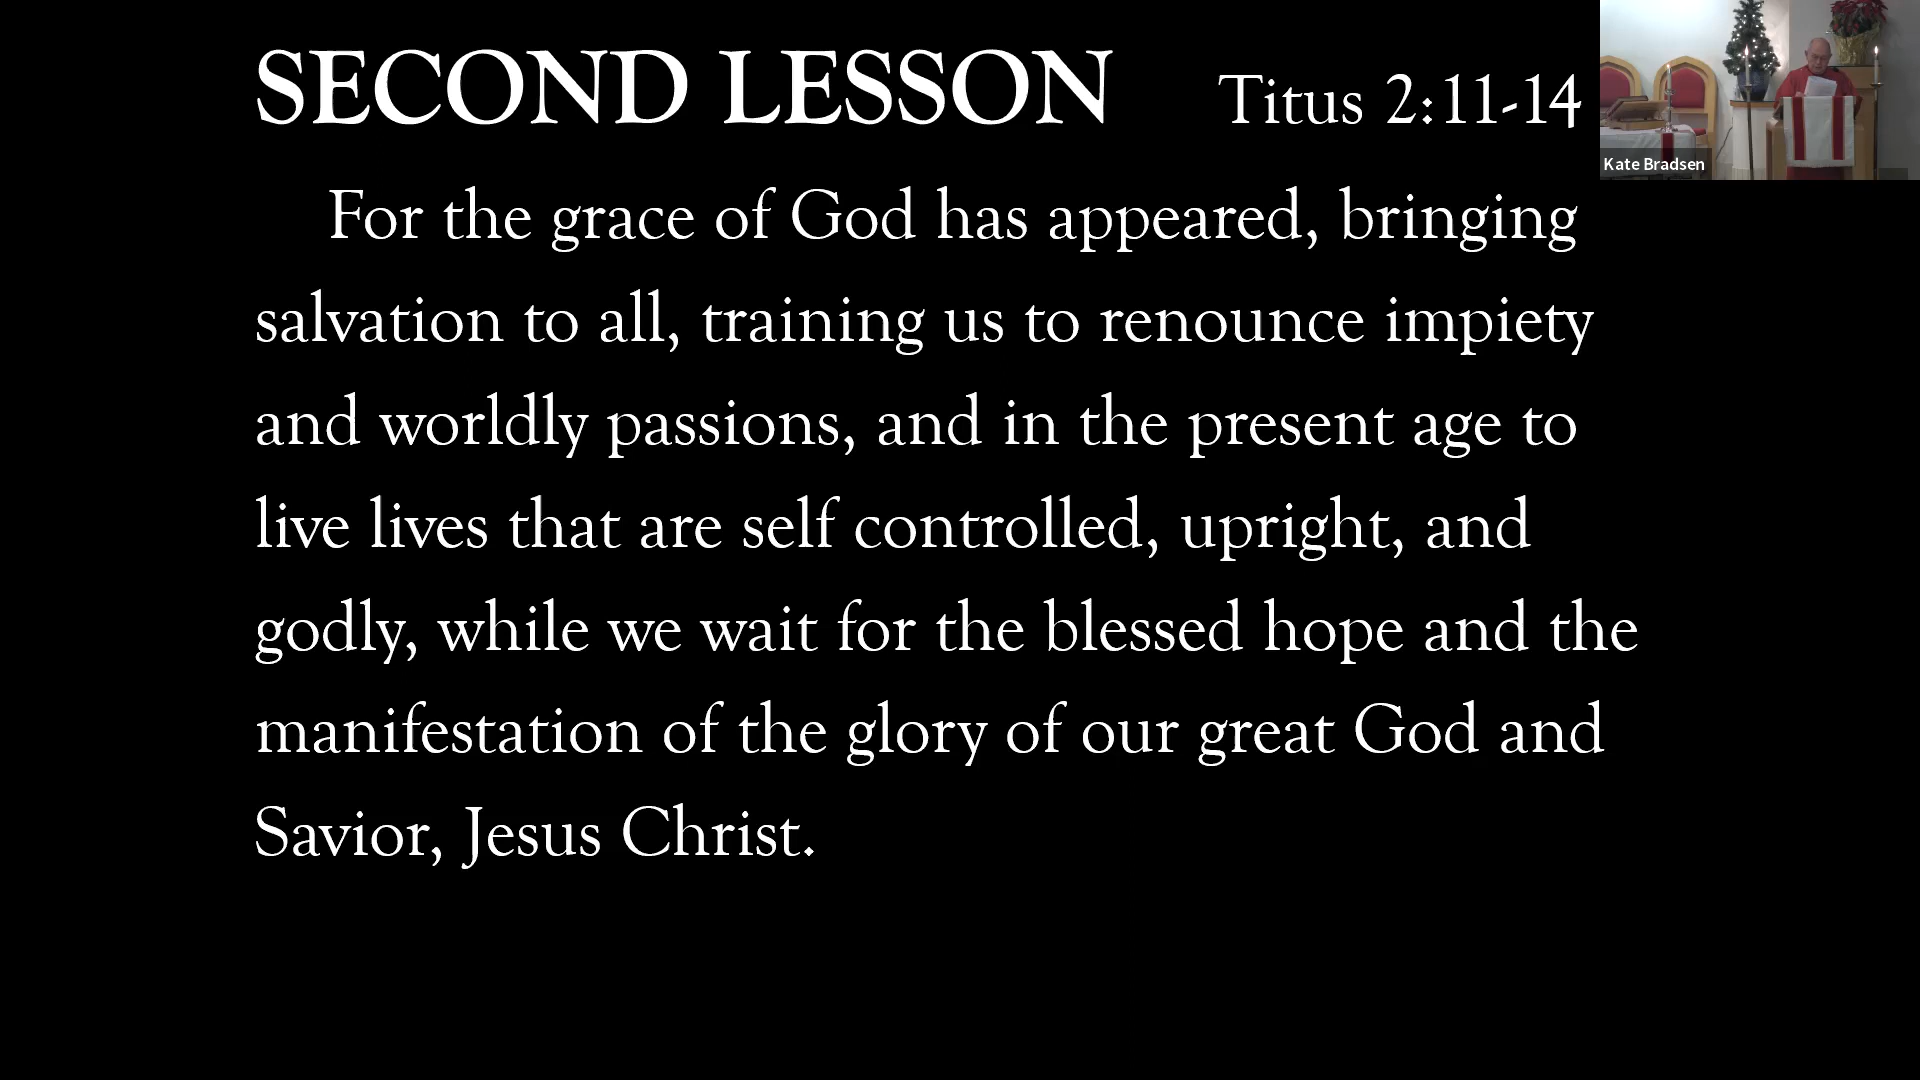 SECOND LESSON Titus 2:11-14
Kate Bradsen
For the grace of God has appeared, bringing
salvation to all, training us to renounce impiety
and worldly passions, and in the present age to
live lives that are self controlled, upright, and
godly, while we wait for the blessed hope and the
manifestation of the glory of our great God and
Savior, Jesus Christ.